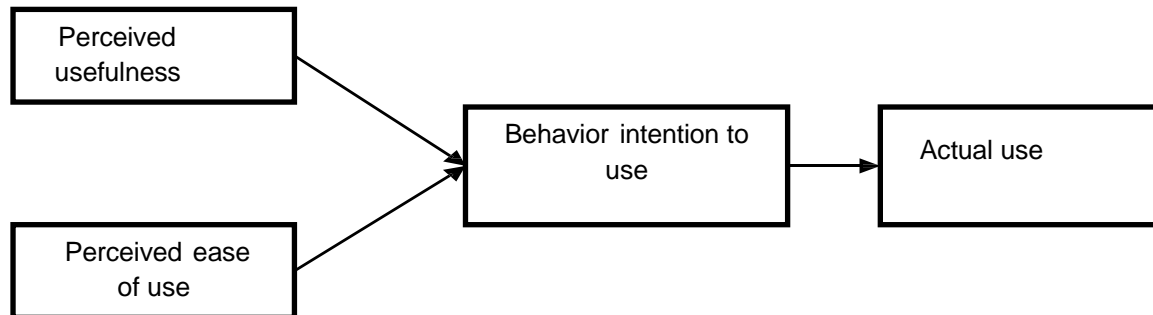 Perceived
usefulness
Behavior intention to
use
Actual use
Perceived ease
of use